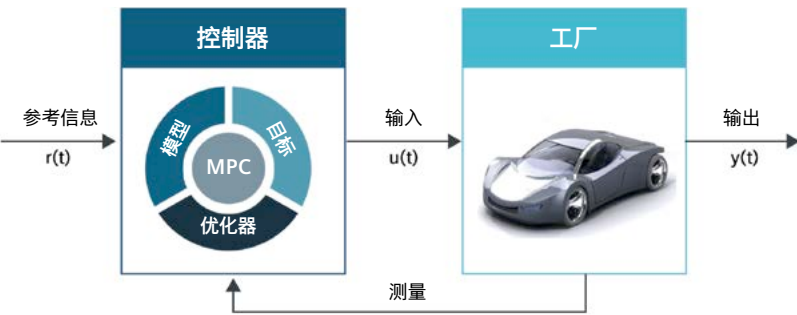 控制器
工厂
参考信息
r(t)
模型
目标
MPC
优化器
输入
u(t)
输出
y(t)
测量